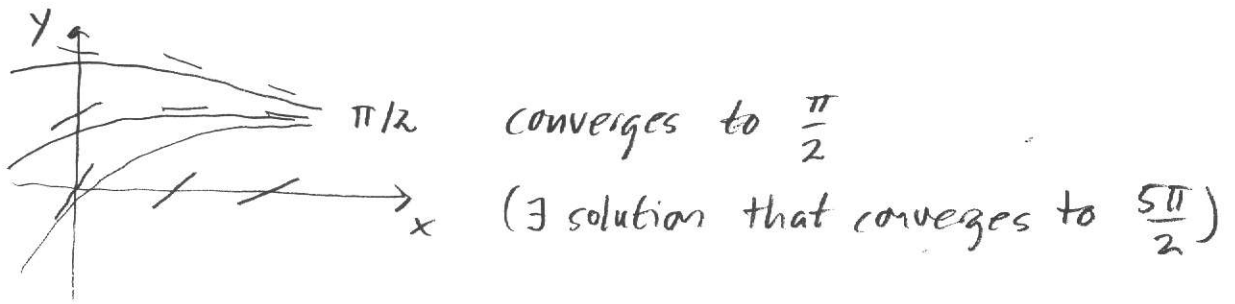 y
π/2 converges to π/2
x (∃ solution that converges to 5π/2)